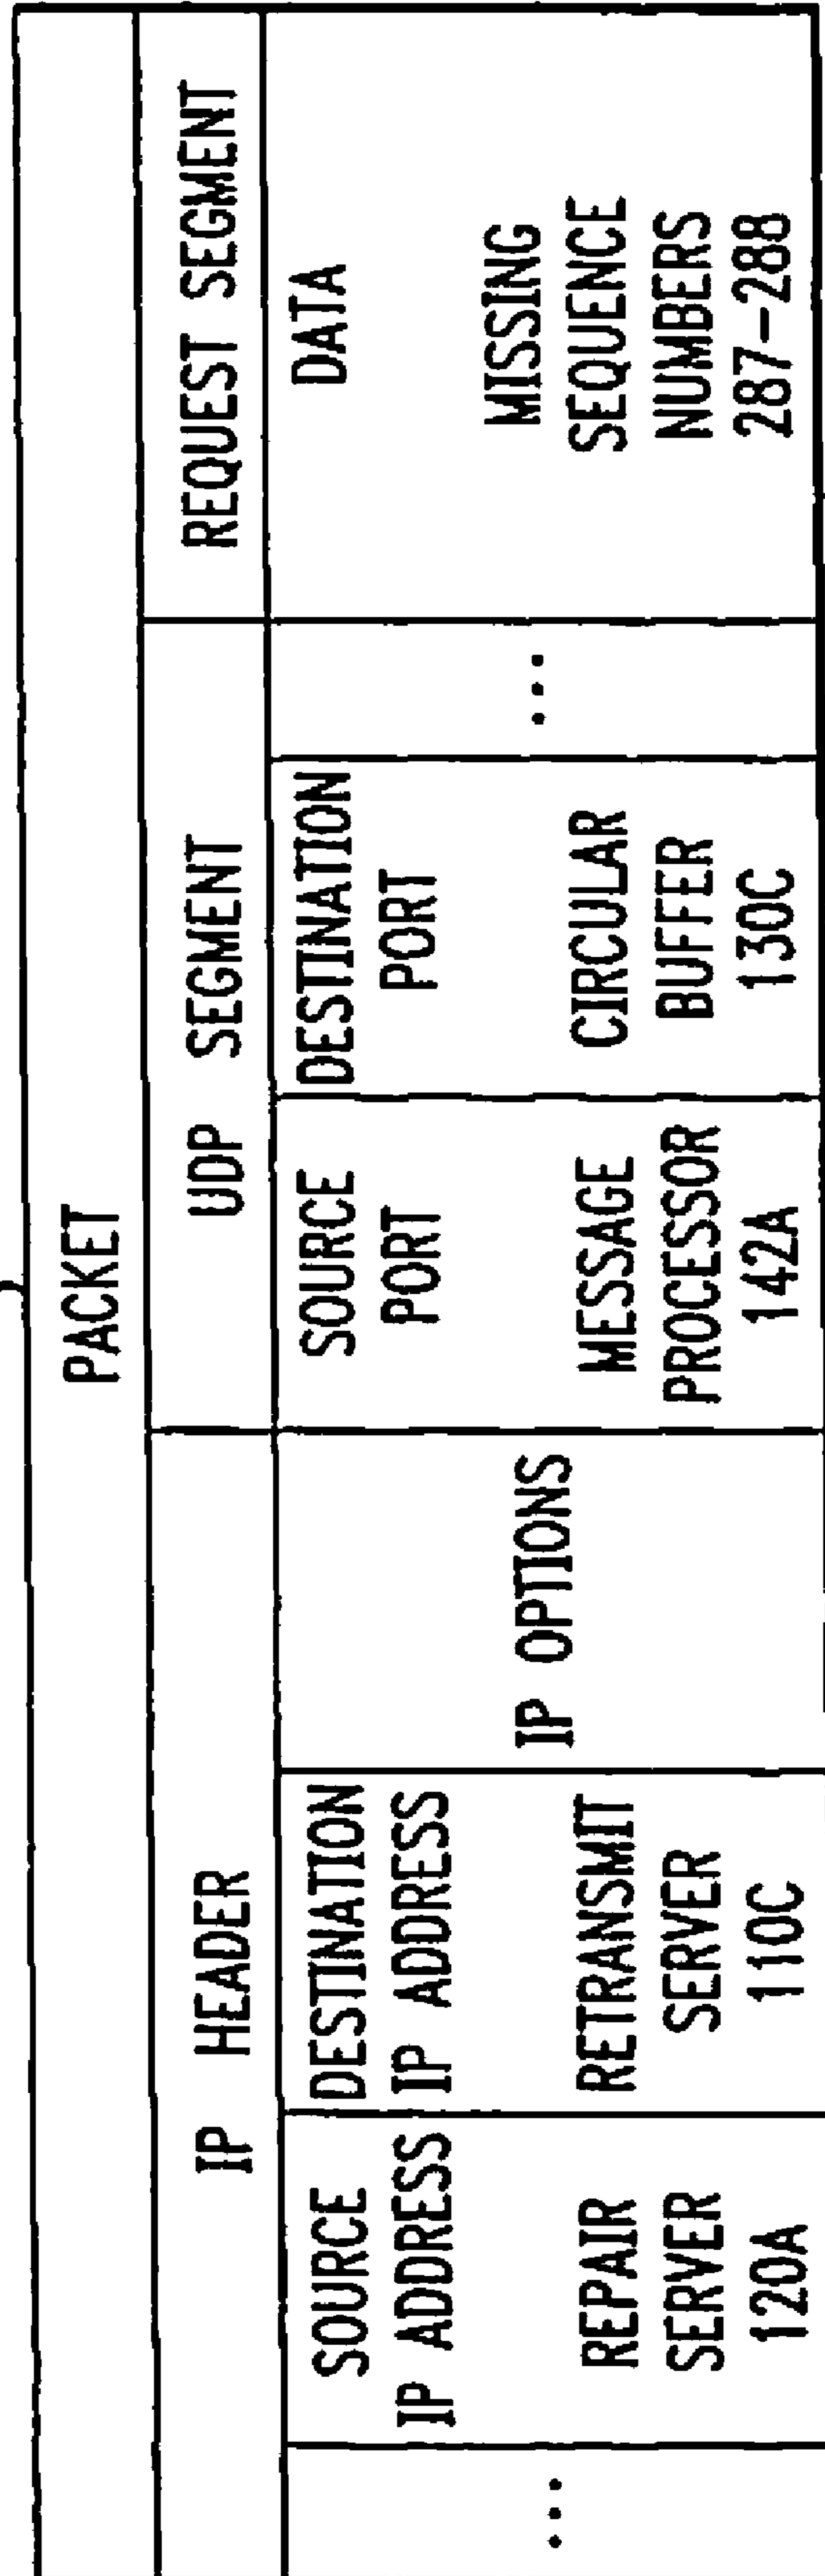 PACKET
IP HEADER
UDP SEGMENT
REQUEST SEGMENT
...
SOURCE
IP ADDRESS
REPAIR
SERVER
120A
DESTINATION
IP ADDRESS
RETRANSMIT
SERVER
110C
IP OPTIONS
SOURCE
PORT
MESSAGE
PROCESSOR
142A
DESTINATION
PORT
CIRCULAR
BUFFER
130C
...
DATA
MISSING
SEQUENCE
NUMBERS
287-288